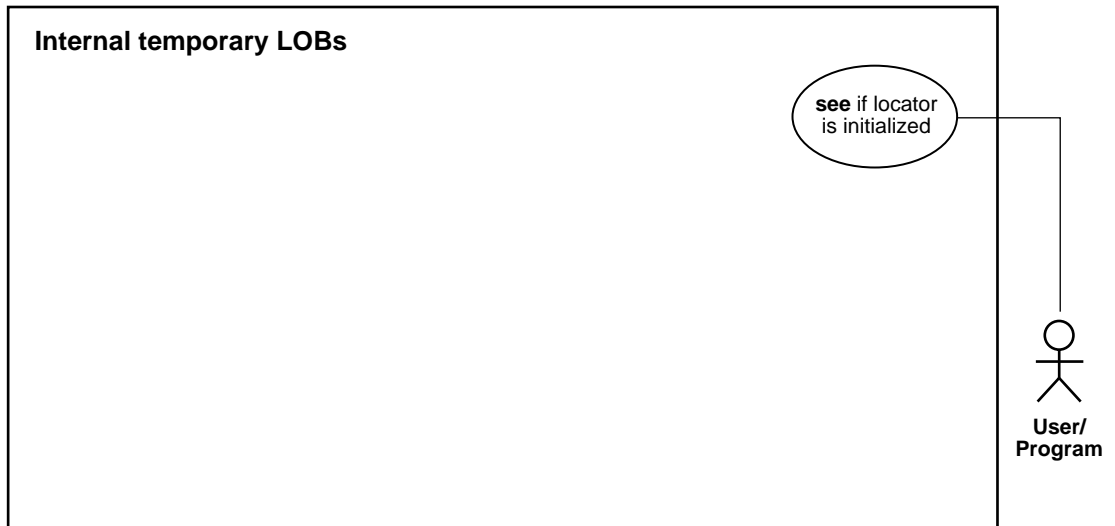 Internal temporary LOBs
see if locator
is initialized
User/
Program